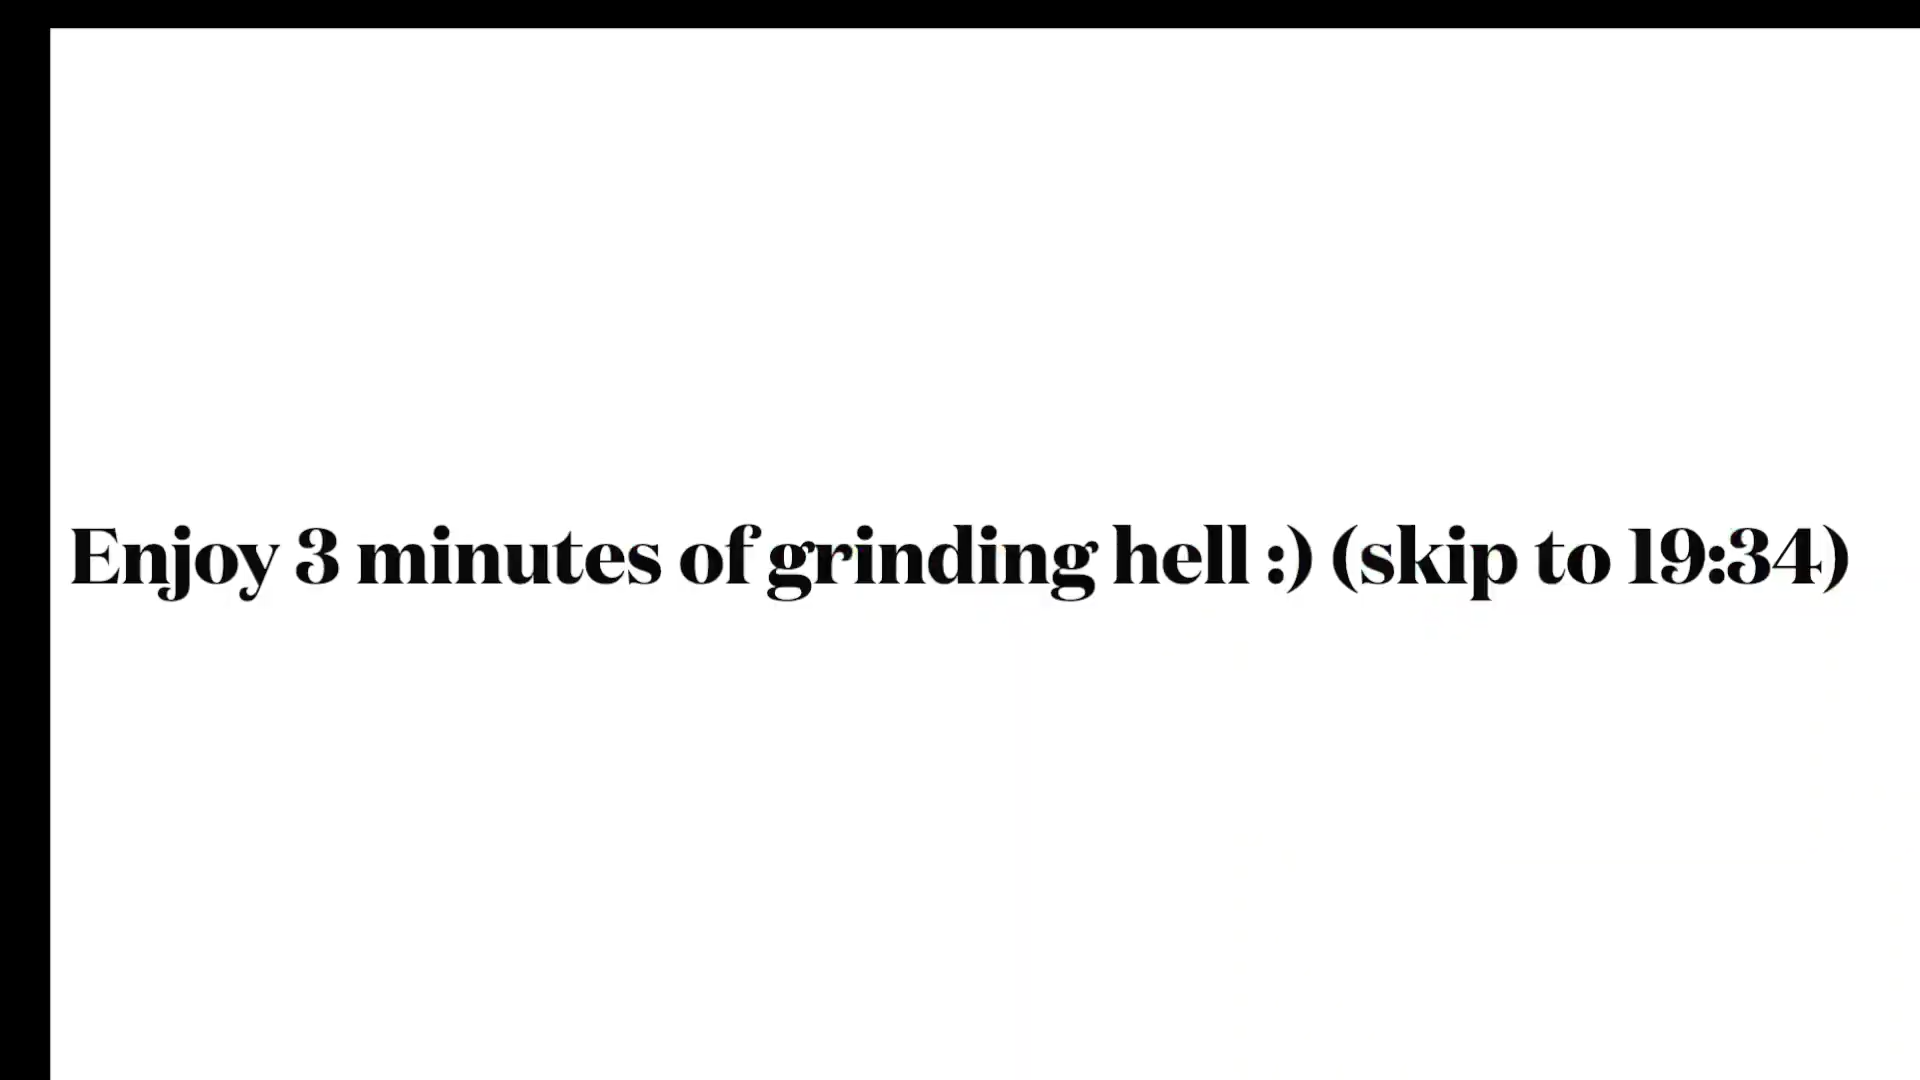 Enjoy 3 minutes of grinding hell :) (skip to 19:34)